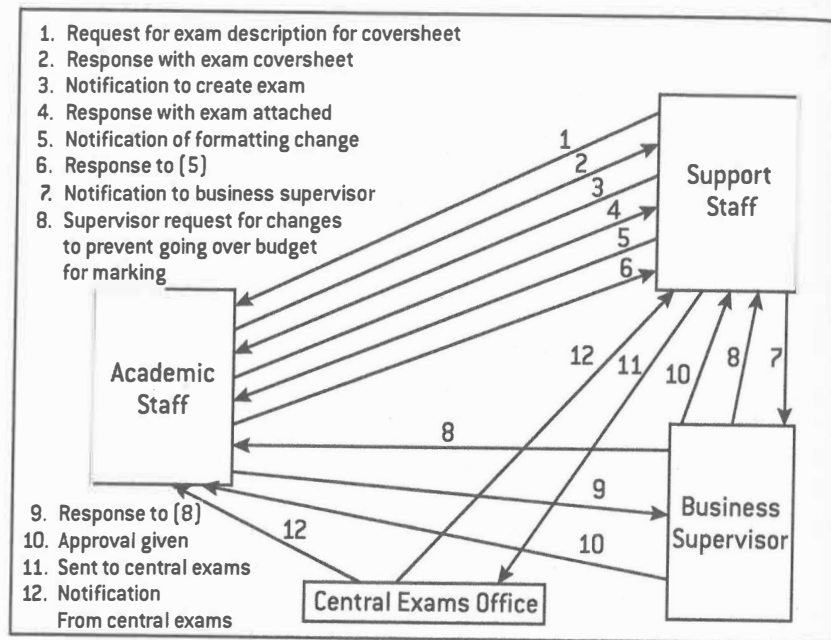 1. Request for exam description for coversheet
2. Response with exam coversheet
3. Notification to create exam
4. Response with exam attached
5. Notification of formatting change
6. Response to (5)
7. Notification to business supervisor
8. Supervisor request for changes
to prevent going over budget
for marking
1
2
3
4
5
6
Support
Staff
Academic
Staff
12
11
10
8
7
8
9
Business
Supervisor
9. Response to (8)
10. Approval given
11. Sent to central exams
12. Notification
From central exams
12
10
Central Exams Office